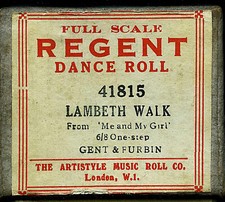 FULL SCALE
REGENT
DANCE ROLL
41815
LAMBETH WALK
From 'Me and My Girl'
6/8 One-step
GENT & FURBIN
THE ARTISTYLE MUSIC ROLL CO.
London, W.1.